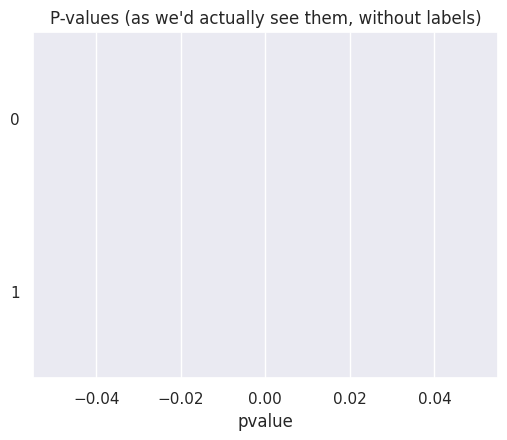 P-values (as we'd actually see them, without labels)
0
1
−0.04 −0.02 0.00 0.02 0.04
pvalue